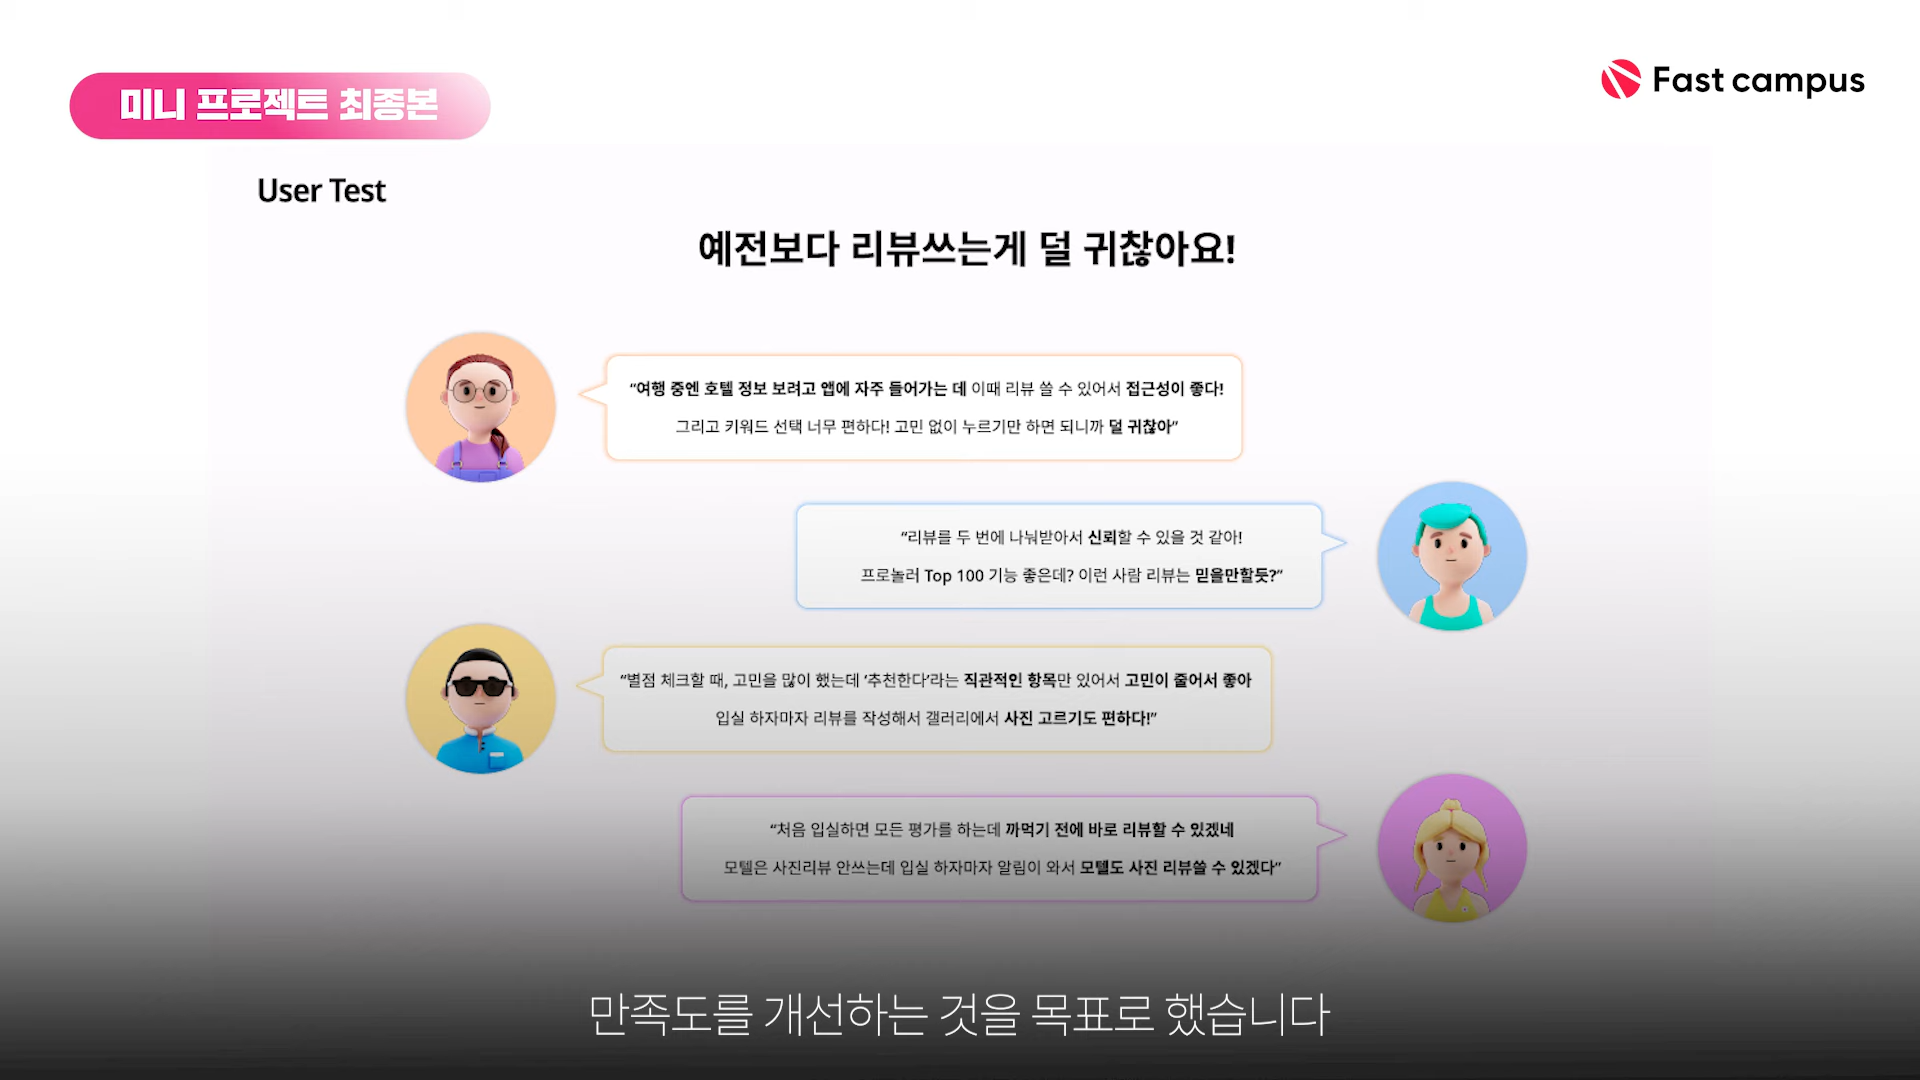 미니 프로젝트 최종본
Fast campus
User Test
예전보다 리뷰쓰는게 덜 귀찮아요!
“여행 중엔 호텔 정보 보려고 앱에 자주 들어가는 데 이때 리뷰 쓸 수 있어서 접근성이 좋다!
그리고 키워드 선택 너무 편하다! 고민 없이 누르기만 하면 되니까 덜 귀찮아”
“리뷰를 두 번에 나눠받아서 신뢰할 수 있을 것 같아!
프로놀러 Top 100 기능 좋은데? 이런 사람 리뷰는 믿을만할듯?”
“별점 체크할 때, 고민을 많이 했는데 ‘추천한다’라는 직관적인 항목만 있어서 고민이 줄어서 좋아
입실 하자마자 리뷰를 작성해서 갤러리에서 사진 고르기도 편하다!”
“처음 입실하면 모든 평가를 하는데 까먹기 전에 바로 리뷰할 수 있겠네
모텔은 사진리뷰 안쓰는데 입실 하자마자 알림이 와서 모텔도 사진 리뷰쓸 수 있겠다”
만족도를 개선하는 것을 목표로 했습니다